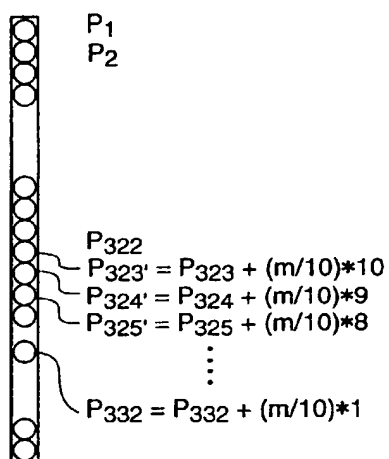 P1
P2
P322
P323' = P323 + (m/10)*10
P324' = P324 + (m/10)*9
P325' = P325 + (m/10)*8
P332 = P332 + (m/10)*1